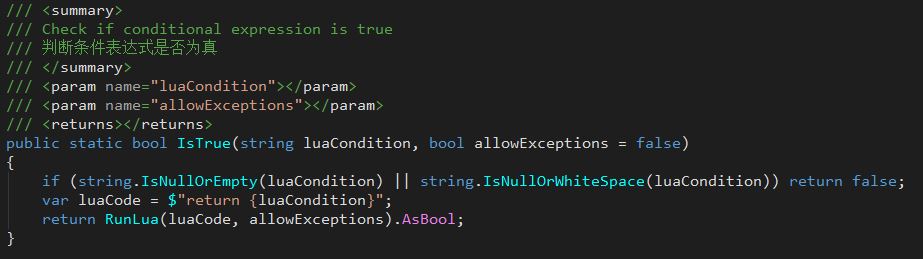 /// <summary>
/// Check if conditional expression is true
/// 判断条件表达式是否为真
/// </summary>
/// <param name="luaCondition"></param>
/// <param name="allowExceptions"></param>
/// <returns></returns>
public static bool IsTrue(string luaCondition, bool allowExceptions = false)
{
    if (string.IsNullOrEmpty(luaCondition) || string.IsNullOrWhiteSpace(luaCondition)) return false;
    var luaCode = $"return {luaCondition}";
    return RunLua(luaCode, allowExceptions).AsBool;
}